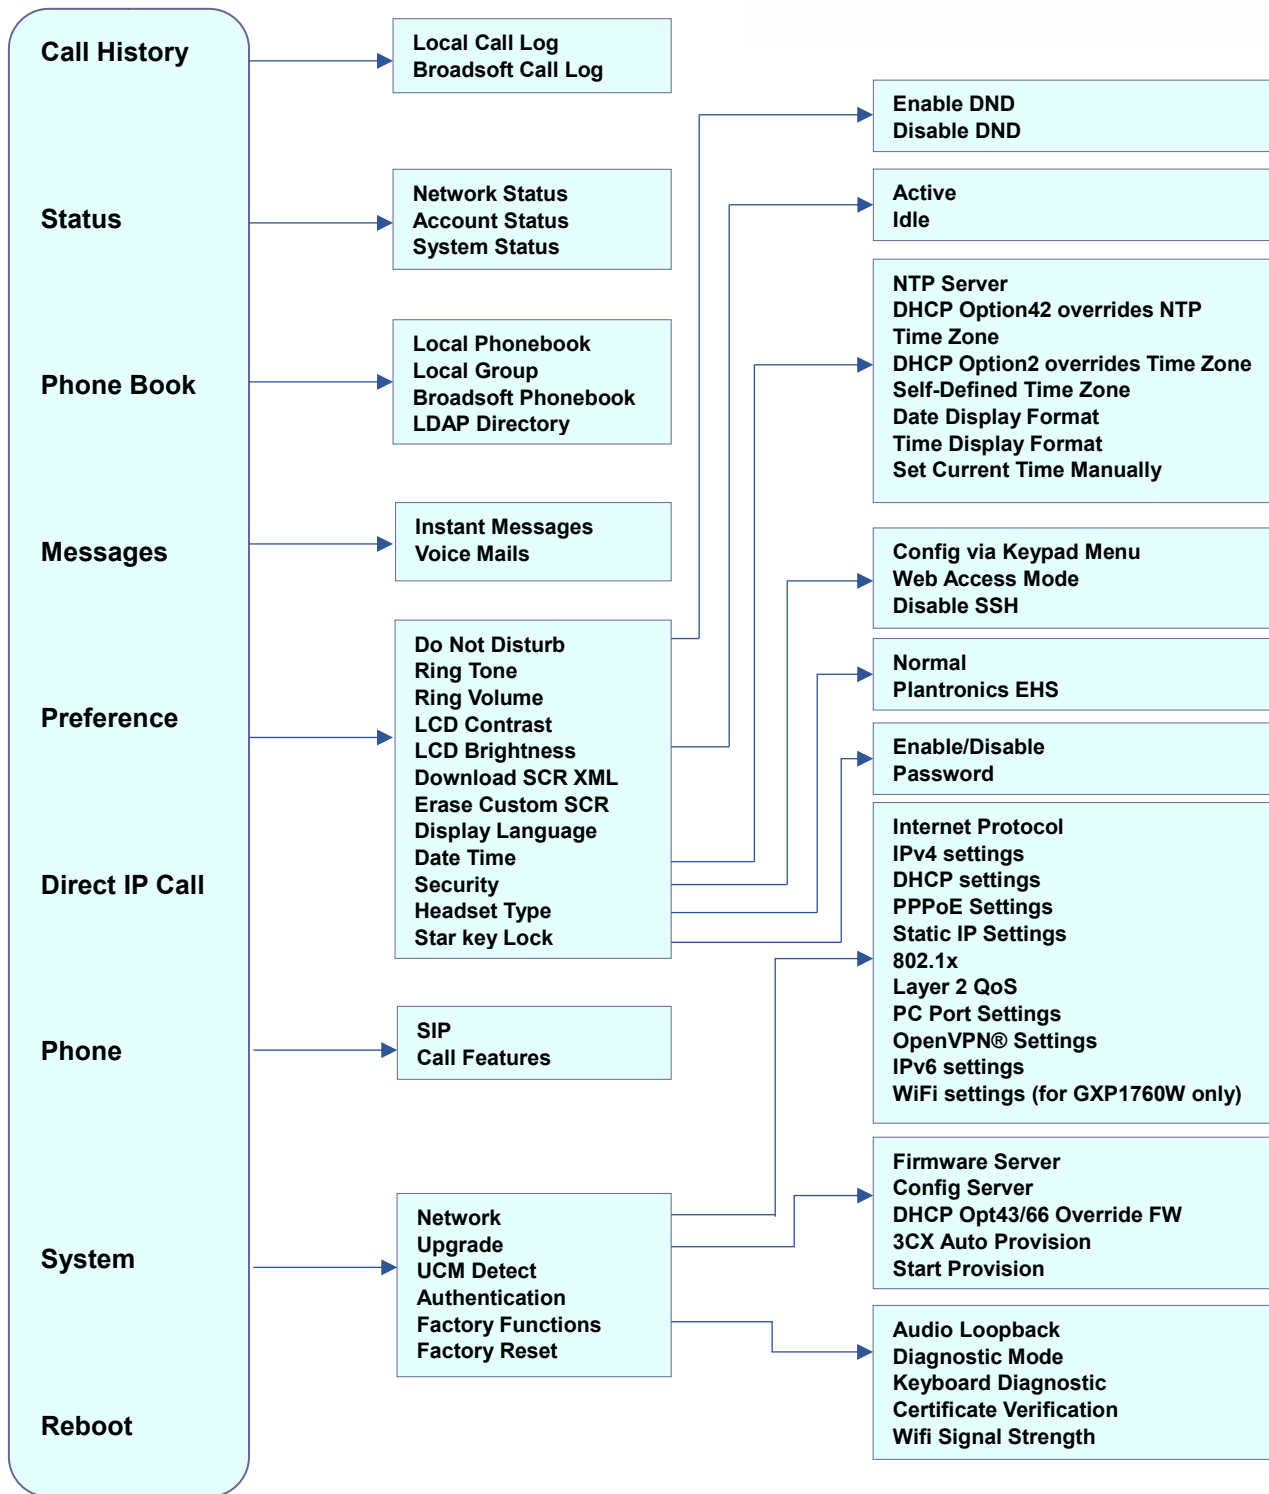 Call History
Status
Phone Book
Messages
Preference
Direct IP Call
Phone
System
Reboot
Local Call Log
Broadsoft Call Log
Network Status
Account Status
System Status
Local Phonebook
Local Group
Broadsoft Phonebook
LDAP Directory
Instant Messages
Voice Mails
Do Not Disturb
Ring Tone
Ring Volume
LCD Contrast
LCD Brightness
Download SCR XML
Erase Custom SCR
Display Language
Date Time
Security
Headset Type
Star key Lock
SIP
Call Features
Network
Upgrade
UCM Detect
Authentication
Factory Functions
Factory Reset
Enable DND
Disable DND
Active
Idle
NTP Server
DHCP Option42 overrides NTP
Time Zone
DHCP Option2 overrides Time Zone
Self-Defined Time Zone
Date Display Format
Time Display Format
Set Current Time Manually
Config via Keypad Menu
Web Access Mode
Disable SSH
Normal
Plantronics EHS
Enable/Disable
Password
Internet Protocol
IPv4 settings
DHCP settings
PPPoE Settings
Static IP Settings
802.1x
Layer 2 QoS
PC Port Settings
OpenVPN® Settings
IPv6 settings
WiFi settings (for GXP1760W only)
Firmware Server
Config Server
DHCP Opt43/66 Override FW
3CX Auto Provision
Start Provision
Audio Loopback
Diagnostic Mode
Keyboard Diagnostic
Certificate Verification
Wifi Signal Strength